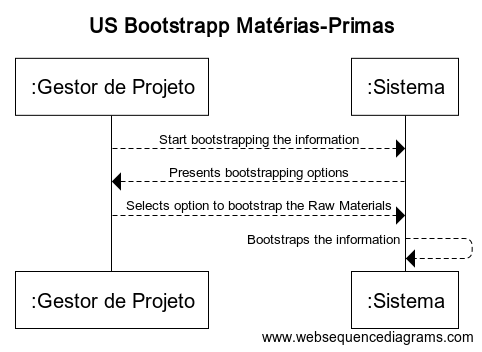 US Bootstrapp Matérias-Primas
:Gestor de Projeto
:Sistema
Start bootstrapping the information
Presents bootstrapping options
Selects option to bootstrap the Raw Materials
Bootstraps the information
:Gestor de Projeto
:Sistema
www.websequencediagrams.com